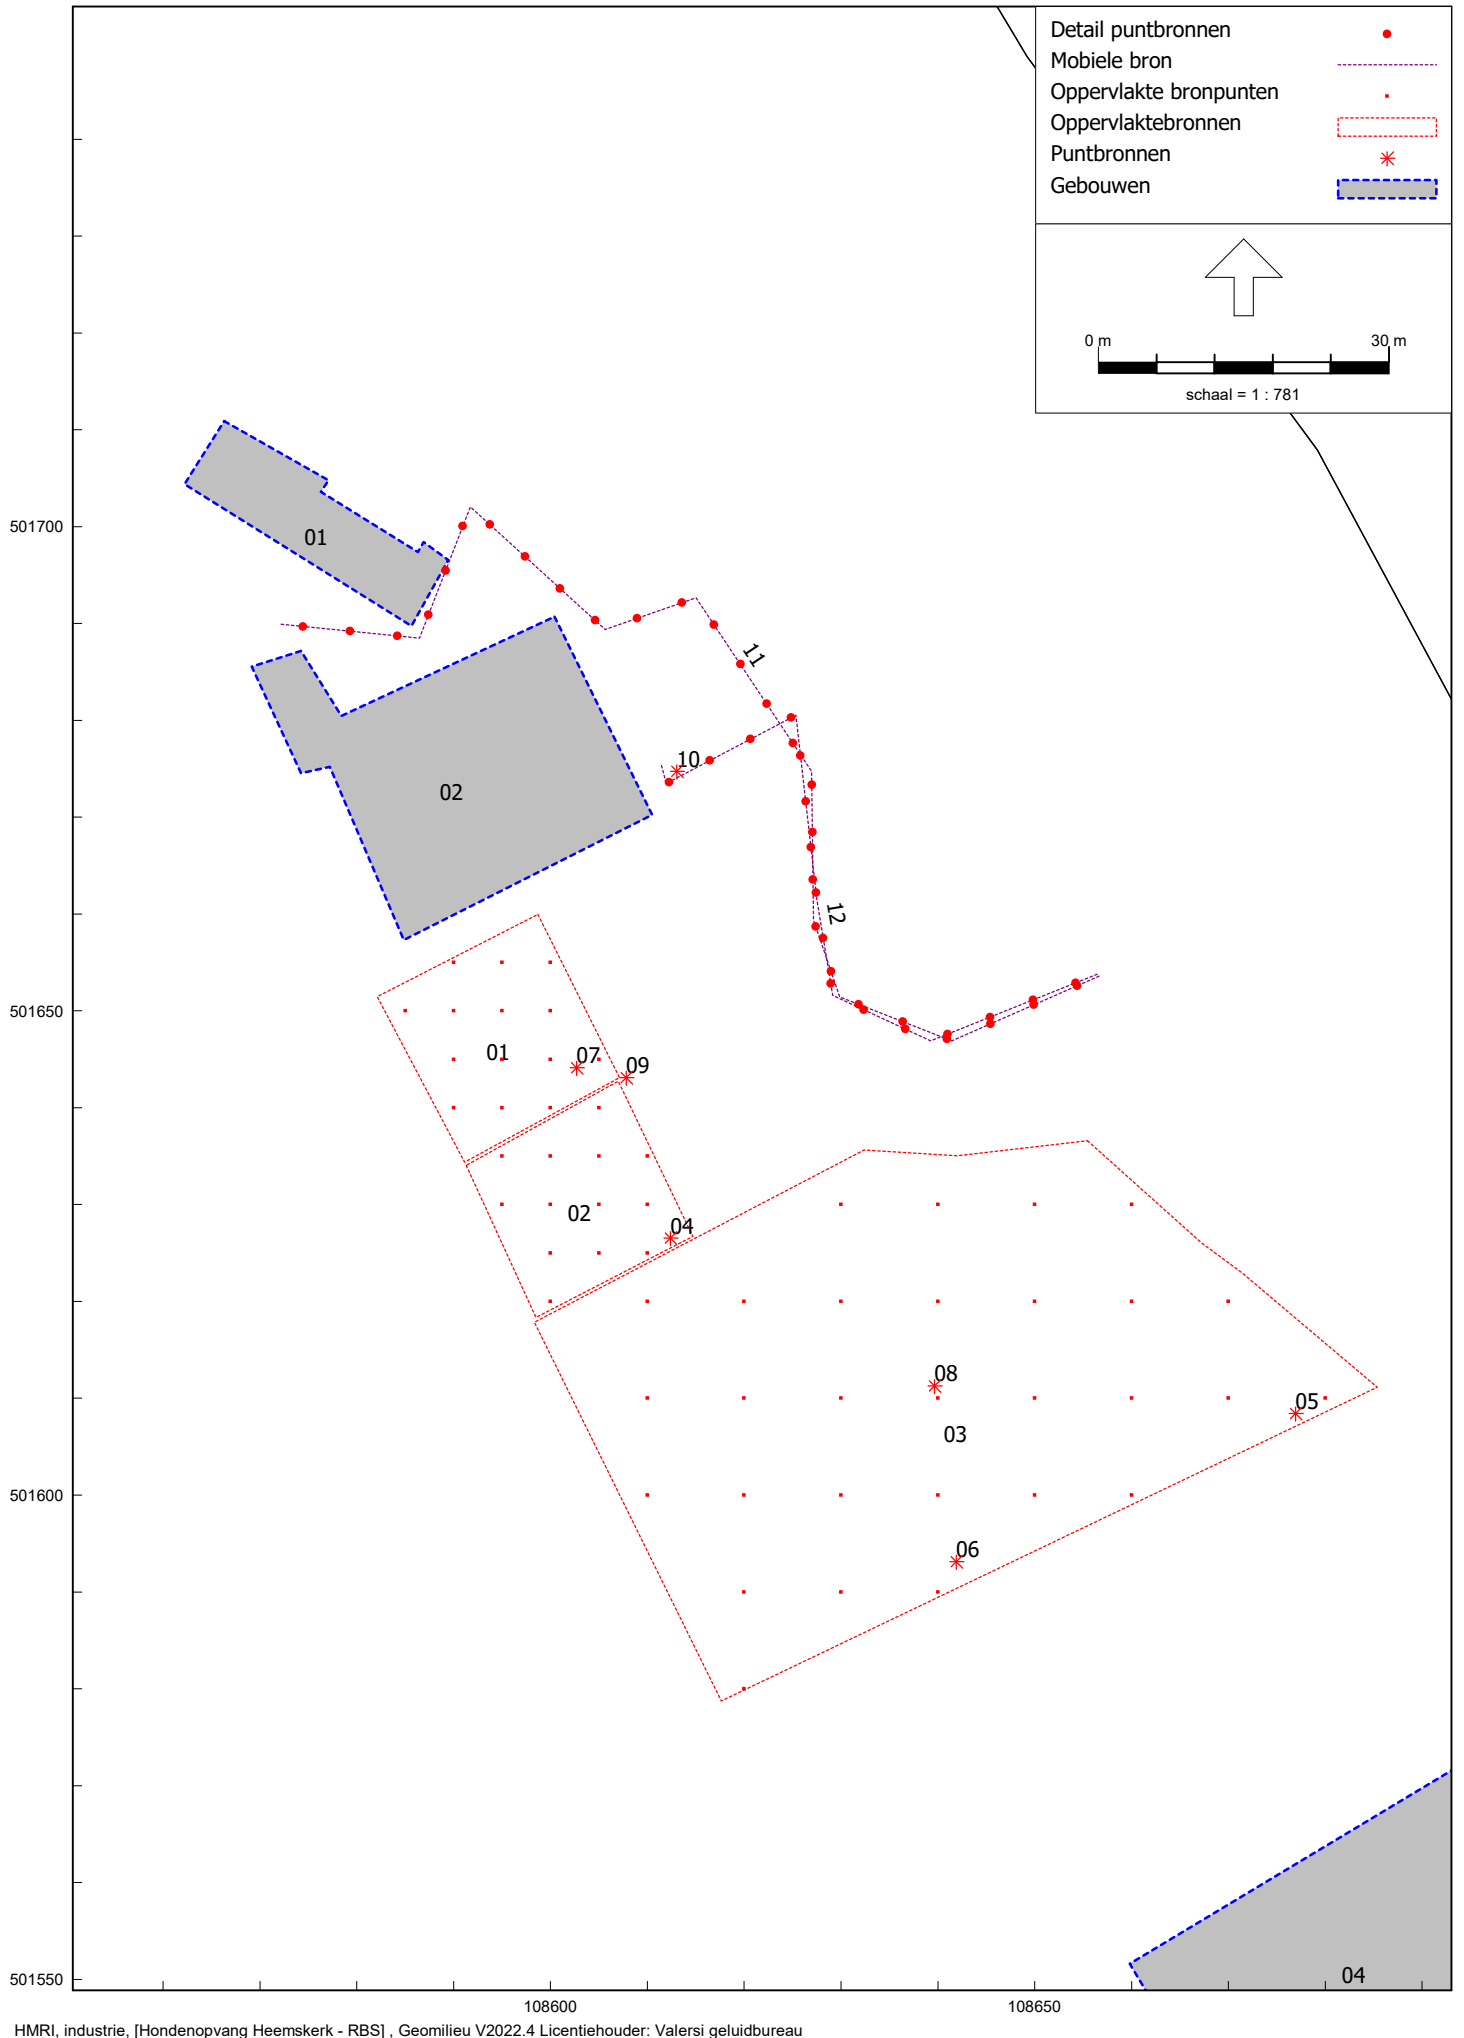 Detail puntbronnen
Mobiele bron
Oppervlakte bronpunten
Oppervlaktebronnen
Puntbronnen
Gebouwen
0 m 30 m
schaal = 1 : 781
501700
01
11
10
02
12
501650
01
07
09
02
04
08
05
03
501600
06
04
501550
108600 108650
HMRI, industrie, [Hondenopvang Heemskerk - RBS] , Geomilieu V2022.4 Licentiehouder: Valersi geluidbureau